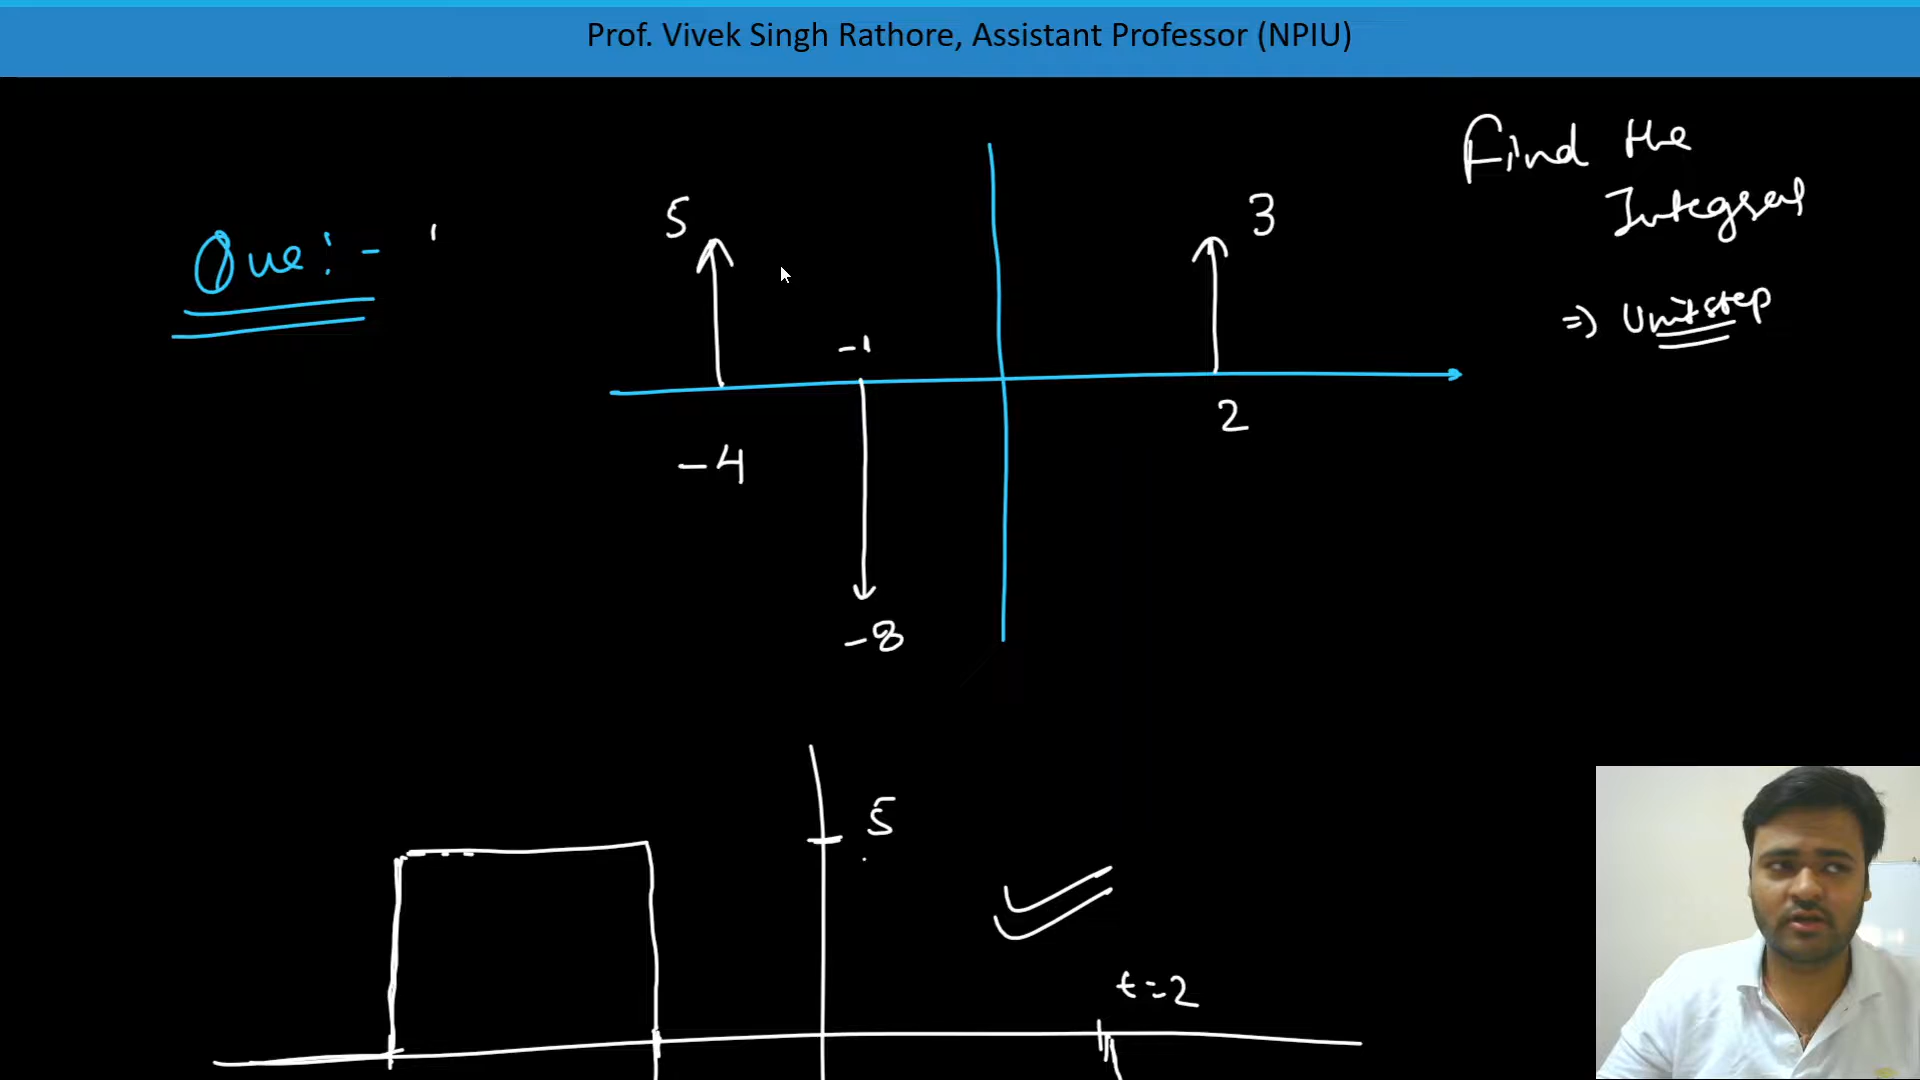 Prof. Vivek Singh Rathore, Assistant Professor (NPIU)
Find the
Integral
5
3
Que:-
=) Unitstep
-1
2
-4
-8
5
t=2